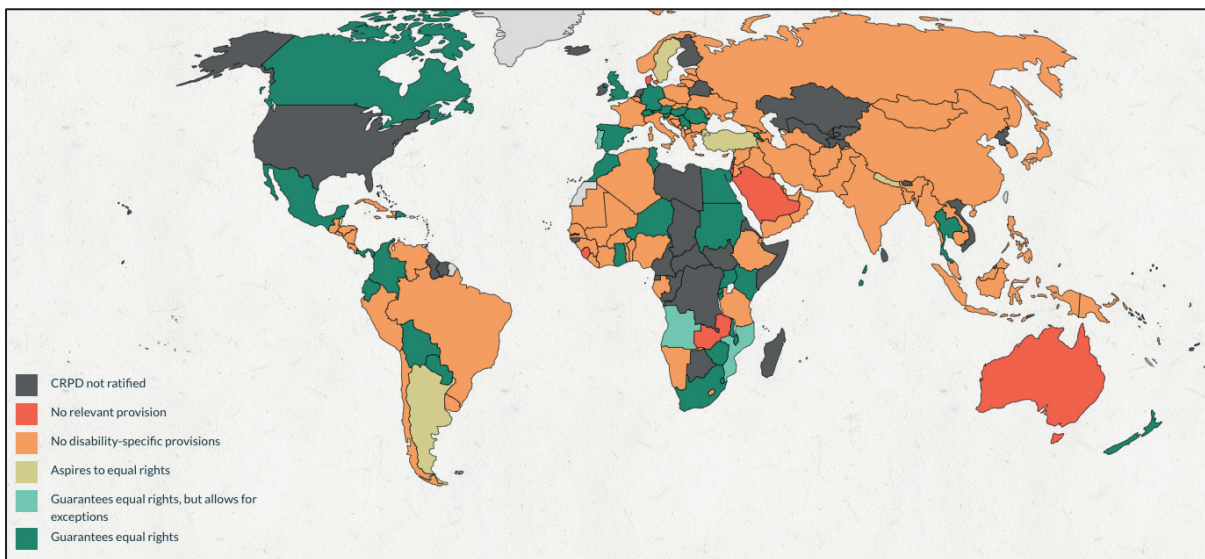 CRPD not ratified
No relevant provision
No disability-specific provisions
Aspires to equal rights
Guarantees equal rights, but allows for
exceptions
Guarantees equal rights